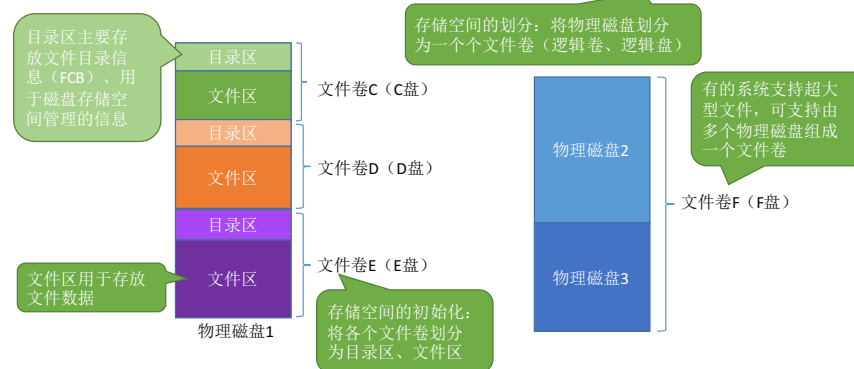 目录区主要存
放文件目录信
息（FCB）、用
于磁盘存储空
间管理的信息
目录区
文件区
文件卷C（C盘）
目录区
文件区
文件卷D（D盘）
目录区
文件区
文件卷E（E盘）
文件区用于存放
文件数据
物理磁盘1
存储空间的初始化：
将各个文件卷划分
为目录区、文件区
存储空间的划分：将物理磁盘划分
为一个个文件卷（逻辑卷、逻辑盘）
物理磁盘2
物理磁盘3
有的系统支持超大
型文件，可支持由
多个物理磁盘组成
一个文件卷
文件卷F（F盘）